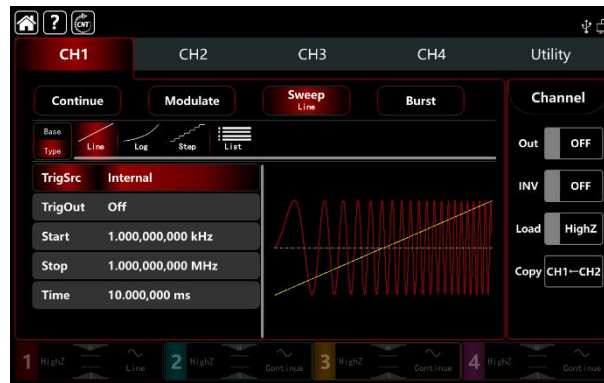 ? CNT
CH1 CH2 CH3 CH4 Utility
Continue Modulate Sweep Burst Channel
Line
Base
Type Line Log Step List
Out OFF
TrigSrc Internal
INV OFF
TrigOut Off
Load HighZ
Start 1.000,000,000 kHz
Stop 1.000,000,000 MHz
Copy CH1←CH2
Time 10.000,000 ms
1 HighZ Line 2 HighZ Continue 3 HighZ Continue 4 HighZ Continue